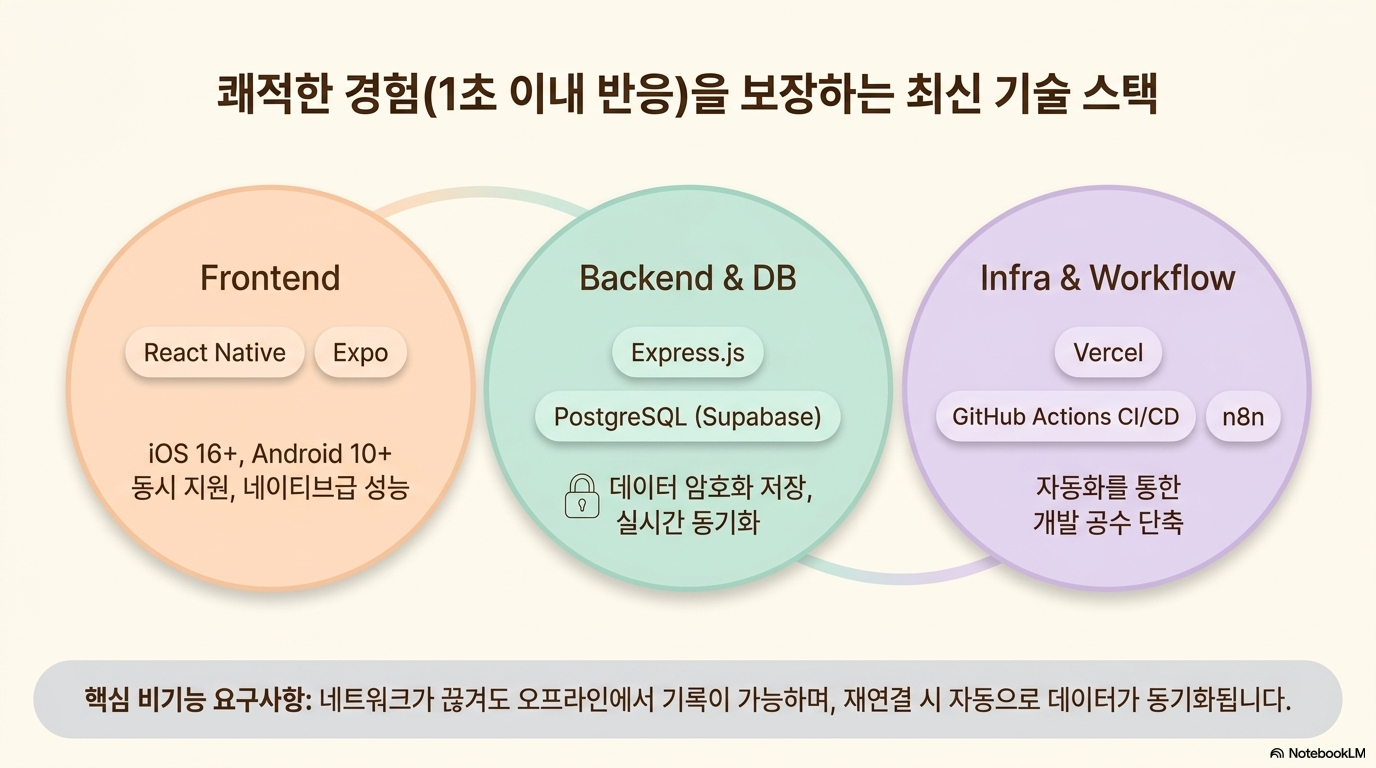 쾌적한 경험(1초 이내 반응)을 보장하는 최신 기술 스택
Frontend
React Native
Expo
iOS 16+, Android 10+
동시 지원, 네이티브급 성능
Backend & DB
Express.js
PostgreSQL (Supabase)
데이터 암호화 저장,
실시간 동기화
Infra & Workflow
Vercel
GitHub Actions CI/CD
n8n
자동화를 통한
개발 공수 단축
핵심 비기능 요구사항: 네트워크가 끊겨도 오프라인에서 기록이 가능하며, 재연결 시 자동으로 데이터가 동기화됩니다.
NotebookLM